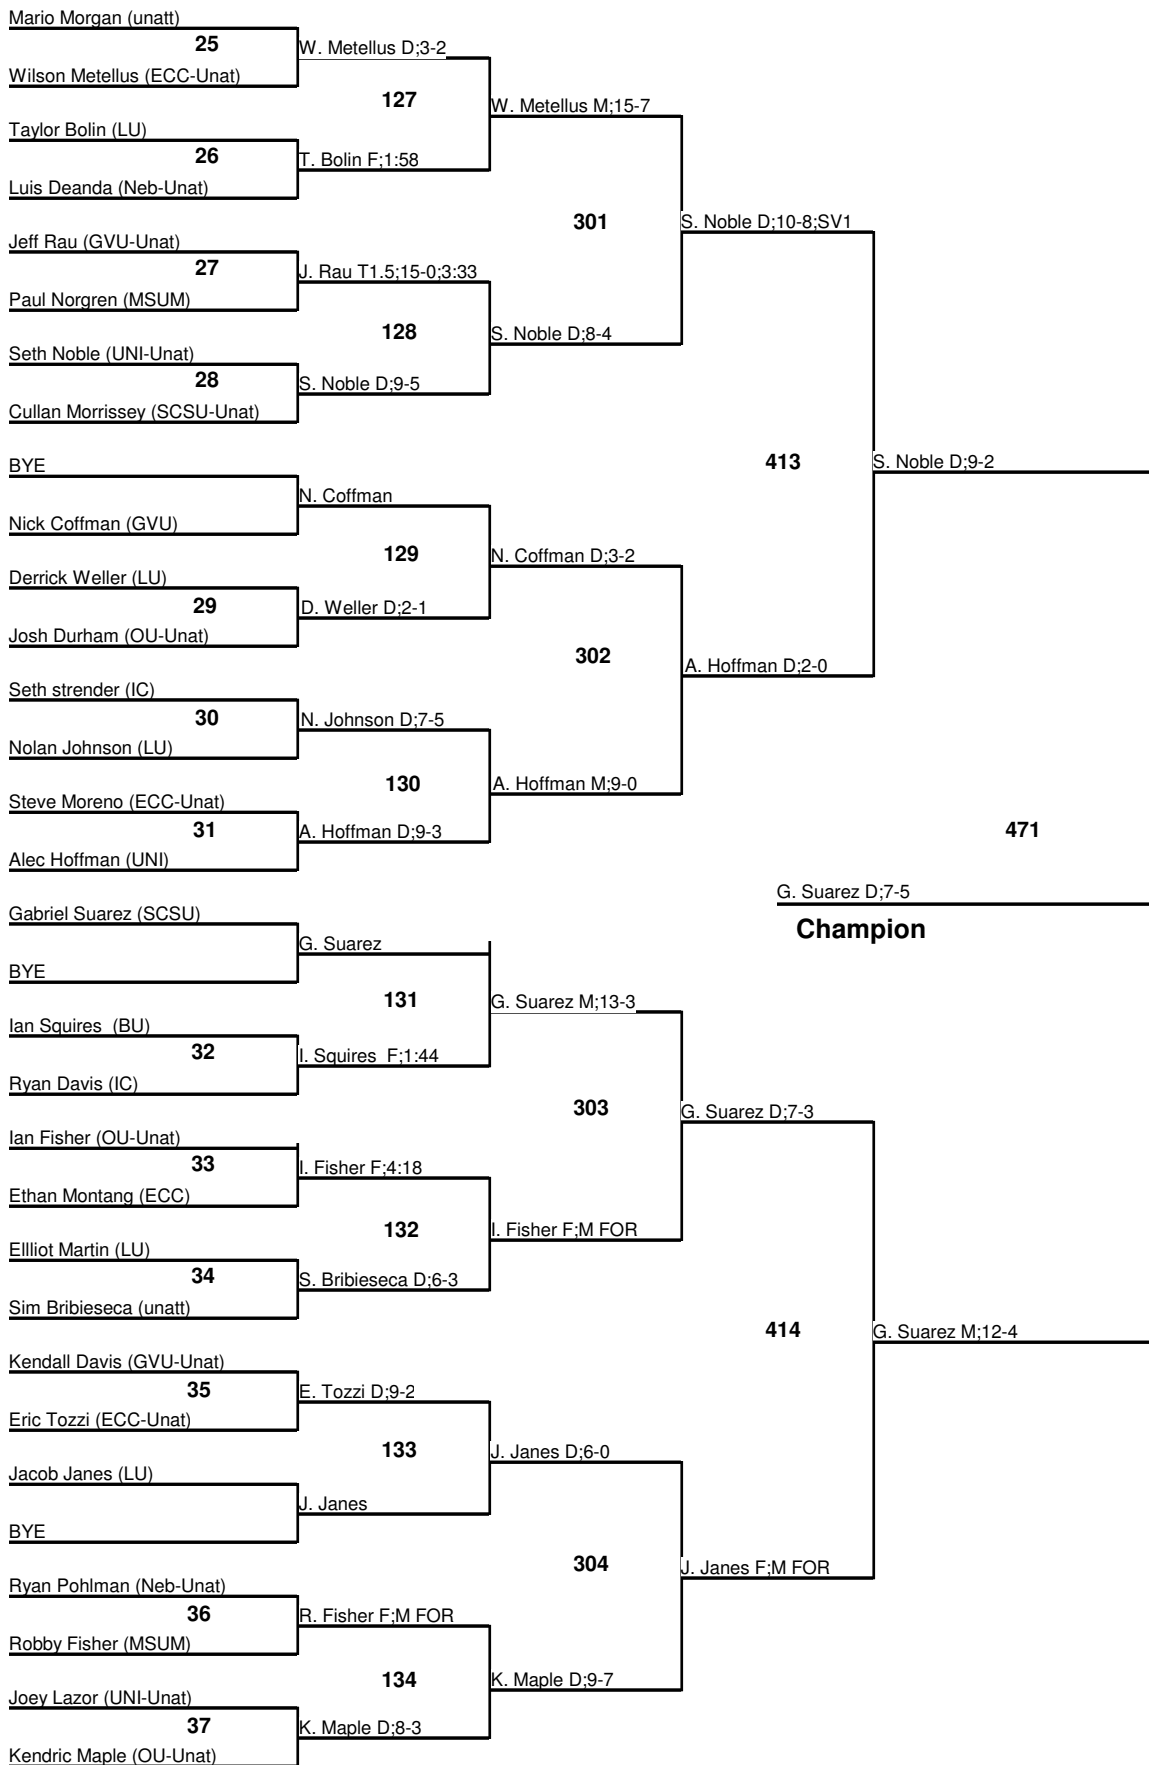 Mario Morgan (unatt)
25
W. Metellus D;3-2
Wilson Metellus (ECC-Unat)
127
W. Metellus M;15-7
Taylor Bolin (LU)
26
T. Bolin F;1:58
Luis Deanda (Neb-Unat)
301
S. Noble D;10-8;SV1
Jeff Rau (GVU-Unat)
27
J. Rau T1.5;15-0;3:33
Paul Norgren (MSUM)
128
S. Noble D;8-4
Seth Noble (UNI-Unat)
28
S. Noble D;9-5
Cullan Morrissey (SCSU-Unat)
413
S. Noble D;9-2
BYE
N. Coffman
Nick Coffman (GVU)
129
N. Coffman D;3-2
Derrick Weller (LU)
29
D. Weller D;2-1
Josh Durham (OU-Unat)
302
A. Hoffman D;2-0
Seth strender (IC)
30
N. Johnson D;7-5
Nolan Johnson (LU)
130
A. Hoffman M;9-0
Steve Moreno (ECC-Unat)
31
A. Hoffman D;9-3
Alec Hoffman (UNI)
471
G. Suarez D;7-5
Champion
Gabriel Suarez (SCSU)
G. Suarez
BYE
131
G. Suarez M;13-3
Ian Squires  (BU)
32
I. Squires  F;1:44
Ryan Davis (IC)
303
G. Suarez D;7-3
Ian Fisher (OU-Unat)
33
I. Fisher F;4:18
Ethan Montang (ECC)
132
I. Fisher F;M FOR
Ellliot Martin (LU)
34
S. Bribieseca D;6-3
Sim Bribieseca (unatt)
414
G. Suarez M;12-4
Kendall Davis (GVU-Unat)
35
E. Tozzi D;9-2
Eric Tozzi (ECC-Unat)
133
J. Janes D;6-0
Jacob Janes (LU)
J. Janes
BYE
304
J. Janes F;M FOR
Ryan Pohlman (Neb-Unat)
36
R. Fisher F;M FOR
Robby Fisher (MSUM)
134
K. Maple D;9-7
Joey Lazor (UNI-Unat)
37
K. Maple D;8-3
Kendric Maple (OU-Unat)